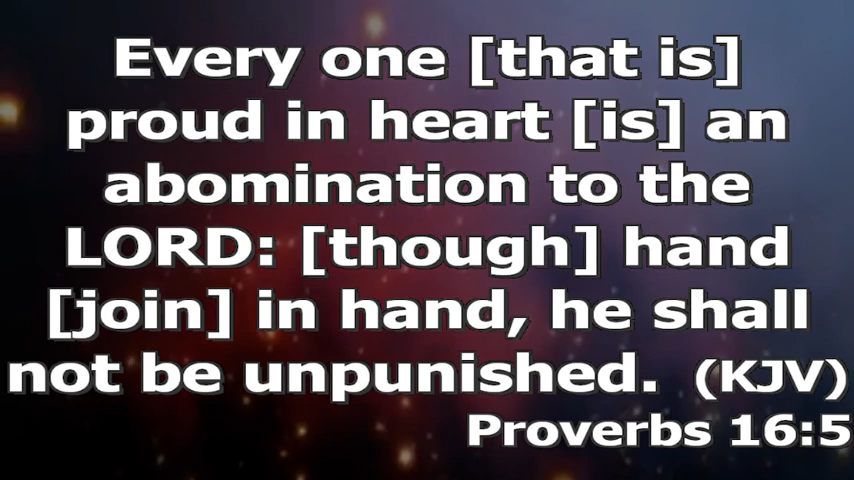 Every one [that is]
proud in heart [is] an
abomination to the
LORD: [though] hand
[join] in hand, he shall
not be unpunished. (KJV)
Proverbs 16:5